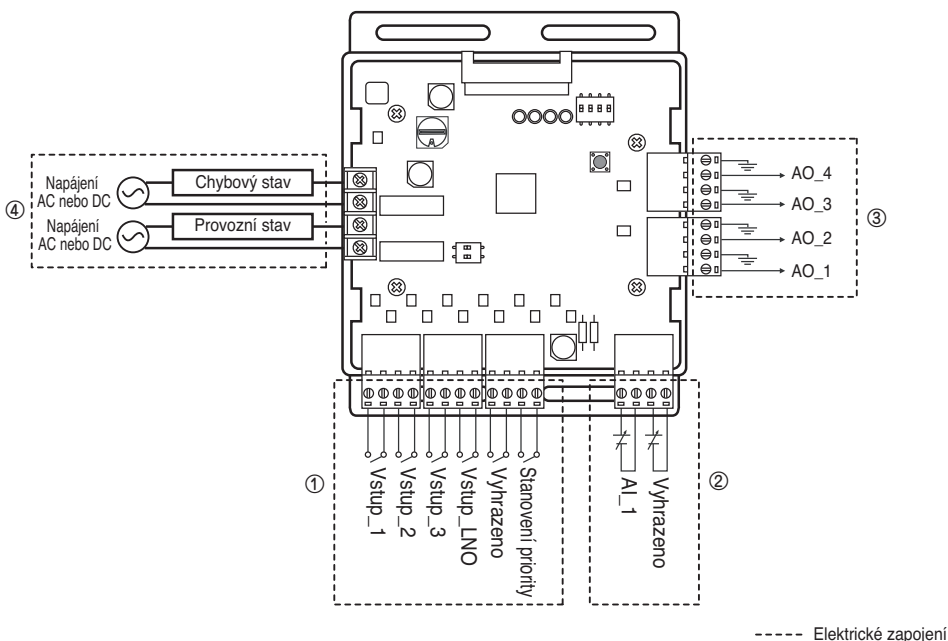 ④
Napájení
AC nebo DC
Chybový stav
Napájení
AC nebo DC
Provozní stav
AO_4
AO_3
AO_2
AO_1
③
①
Vstup_1
Vstup_2
Vstup_3
Vstup_LNO
Vyhrazeno
Stanovení priority
AI_1
Vyhrazeno
②
Elektrické zapojení